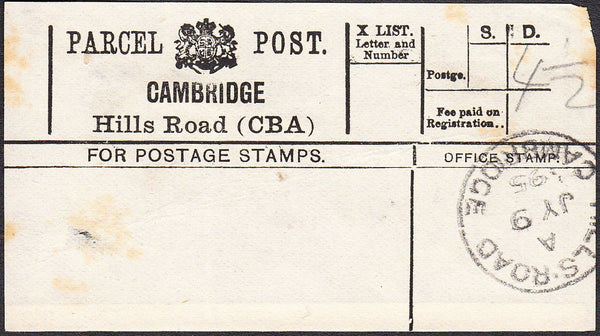 PARCEL POST.
CAMBRIDGE
Hills Road (CBA)
X LIST.
Letter and
Number
S. D.
Postge.
4½
Fee paid on
Registration..
FOR POSTAGE STAMPS.
OFFICE STAMP.
HILLS ROAD
CAMBRIDGE
A
JY 9
95